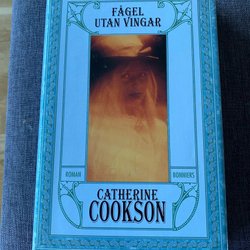 FÅGEL
UTAN VINGAR
ROMAN
BONNIERS
CATHERINE
COOKSON